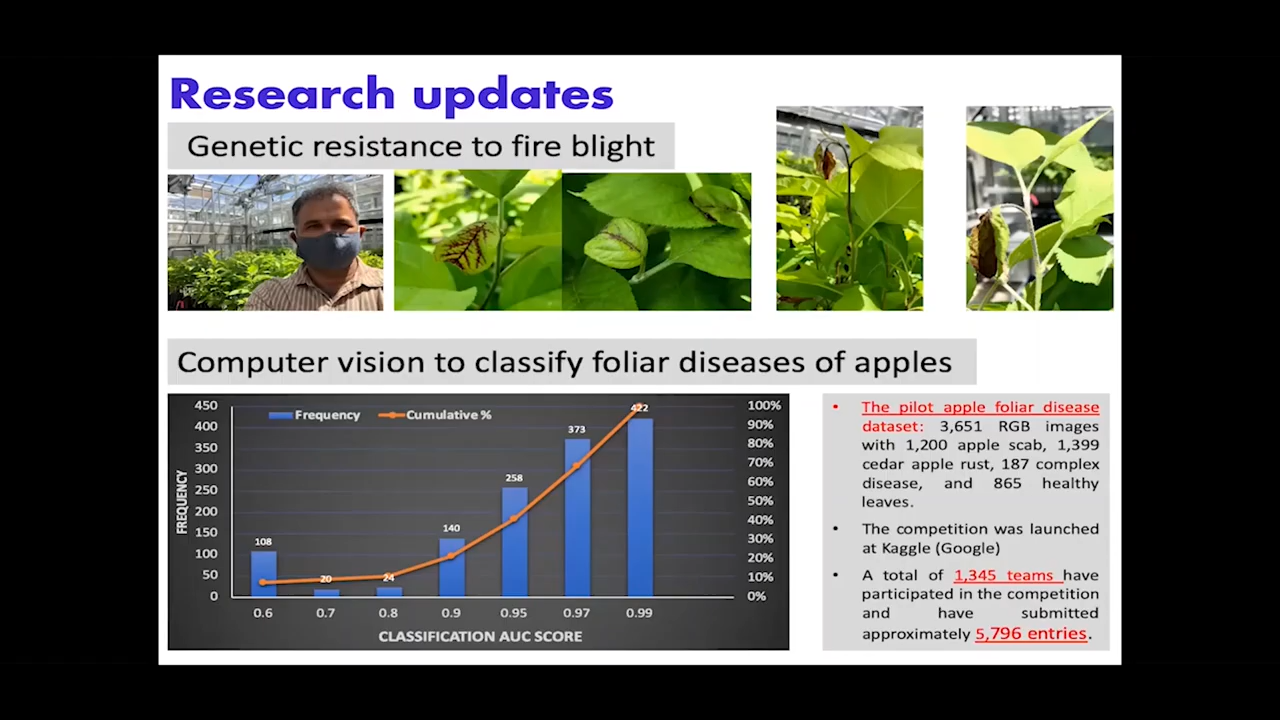 Research updates
Genetic resistance to fire blight
Computer vision to classify foliar diseases of apples
Frequency
Cumulative %
FREQUENCY
450
400
350
300
250
200
150
100
50
0
108
20
24
140
258
373
422
100%
90%
80%
70%
60%
50%
40%
30%
20%
10%
0%
0.6
0.7
0.8
0.9
0.95
0.97
0.99
CLASSIFICATION AUC SCORE
• The pilot apple foliar disease
dataset: 3,651 RGB images
with 1,200 apple scab, 1,399
cedar apple rust, 187 complex
disease, and 865 healthy
leaves.
• The competition was launched
at Kaggle (Google)
• A total of 1,345 teams have
participated in the competition
and have submitted
approximately 5,796 entries.